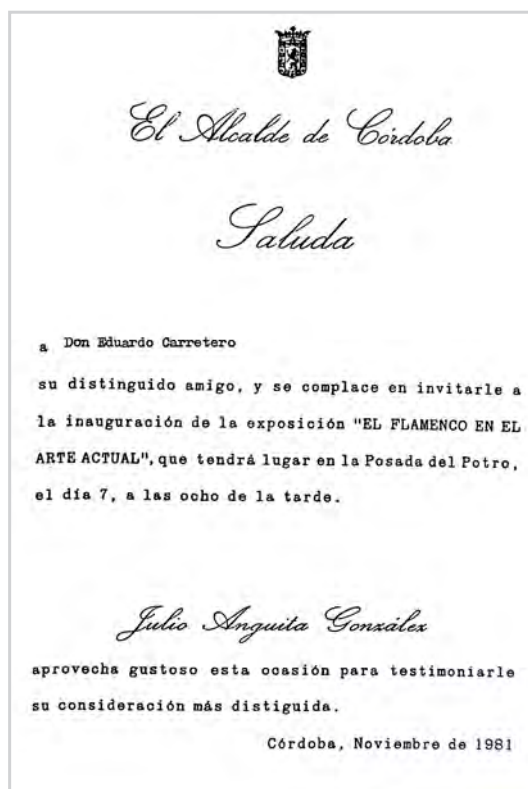 El Alcalde de Córdoba
Saluda
a Don Eduardo Carretero
su distinguido amigo, y se complace en invitarle a
la inauguración de la exposición "EL FLAMENCO EN EL
ARTE ACTUAL", que tendrá lugar en la Posada del Potro,
el día 7, a las ocho de la tarde.
Julio Anguita González
aprovecha gustoso esta ocasión para testimoniarle
su consideración más distiguida.
Córdoba, Noviembre de 1981